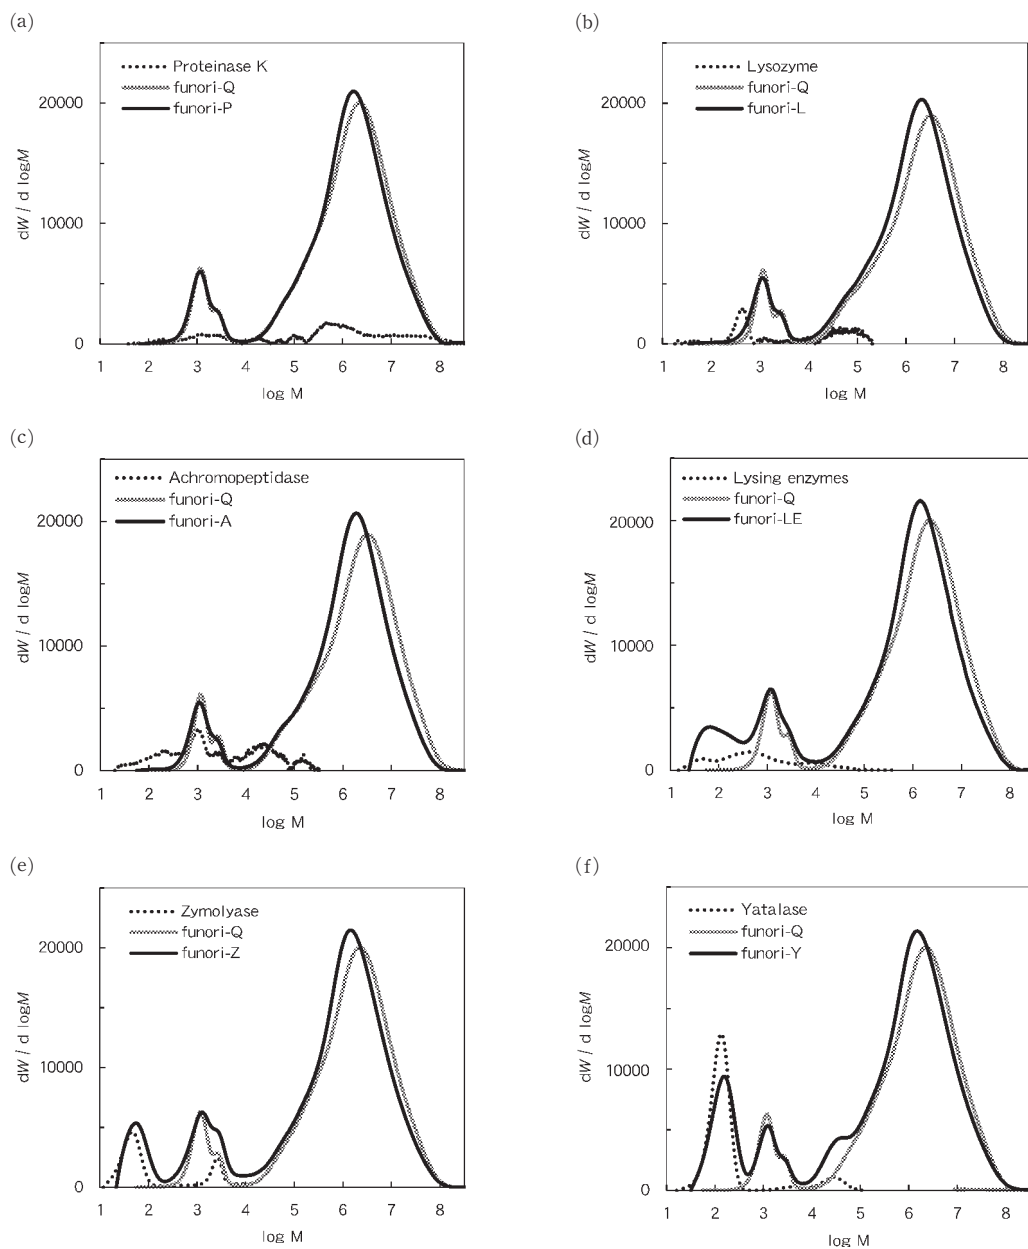 (a)
Proteinase K
funori-Q
funori-P
20000
10000
0
dW / d logM
1 2 3 4 5 6 7 8
log M
(b)
Lysozyme
funori-Q
funori-L
20000
10000
0
dW / d logM
1 2 3 4 5 6 7 8
log M
(c)
Achromopeptidase
funori-Q
funori-A
20000
10000
0
dW / d logM
1 2 3 4 5 6 7 8
log M
(d)
Lysing enzymes
funori-Q
funori-LE
20000
10000
0
dW / d logM
1 2 3 4 5 6 7 8
log M
(e)
Zymolyase
funori-Q
funori-Z
20000
10000
0
dW / d logM
1 2 3 4 5 6 7 8
log M
(f)
Yatalase
funori-Q
funori-Y
20000
10000
0
dW / d logM
1 2 3 4 5 6 7 8
log M